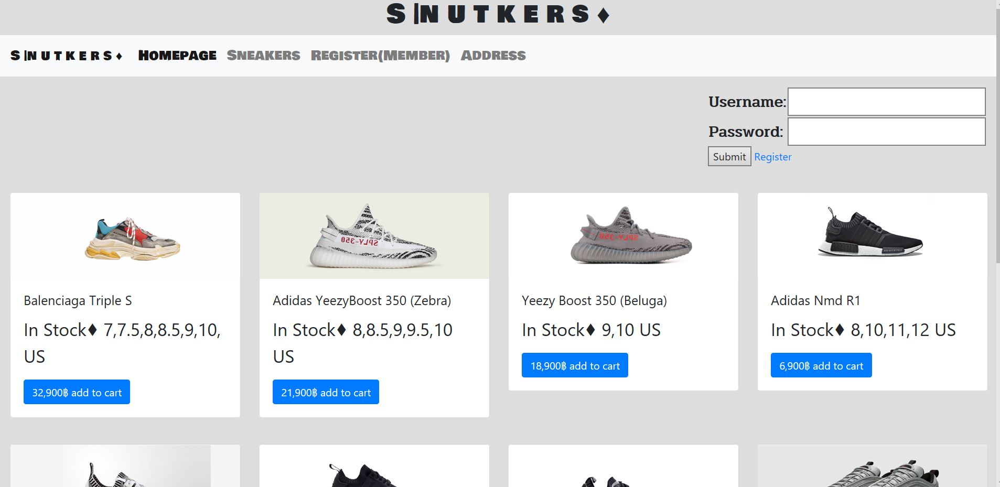 S|NUTKERS♦
S|NUTKERS♦ Homepage Sneakers Register(Member) Address
Username:
Password:
Submit Register
SPLY-350
SPLY-350
Balenciaga Triple S
In Stock♦ 7,7.5,8,8.5,9,10,
US
32,900฿ add to cart
Adidas YeezyBoost 350 (Zebra)
In Stock♦ 8,8.5,9,9.5,10
US
21,900฿ add to cart
Yeezy Boost 350 (Beluga)
In Stock♦ 9,10 US
18,900฿ add to cart
Adidas Nmd R1
In Stock♦ 8,10,11,12 US
6,900฿ add to cart